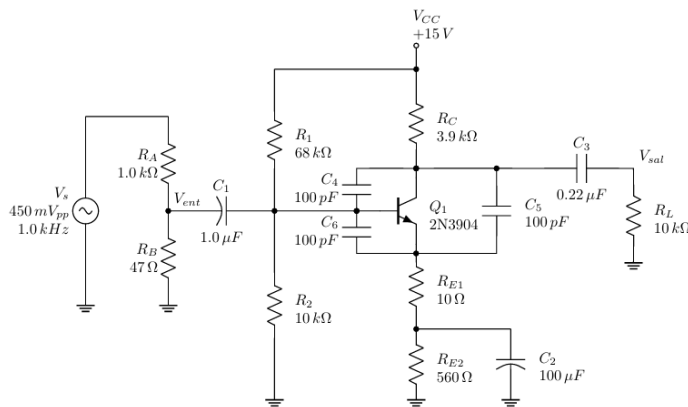 V_CC
+15 V
R_1
68 kΩ
R_C
3.9 kΩ
C_3
0.22 μF
V_sal
R_L
10 kΩ
R_A
1.0 kΩ
V_s
450 mV_pp
1.0 kHz
V_ent
C_1
1.0 μF
R_B
47 Ω
C_4
100 pF
C_6
100 pF
Q_1
2N3904
C_5
100 pF
R_2
10 kΩ
R_E1
10 Ω
R_E2
560 Ω
C_2
100 μF